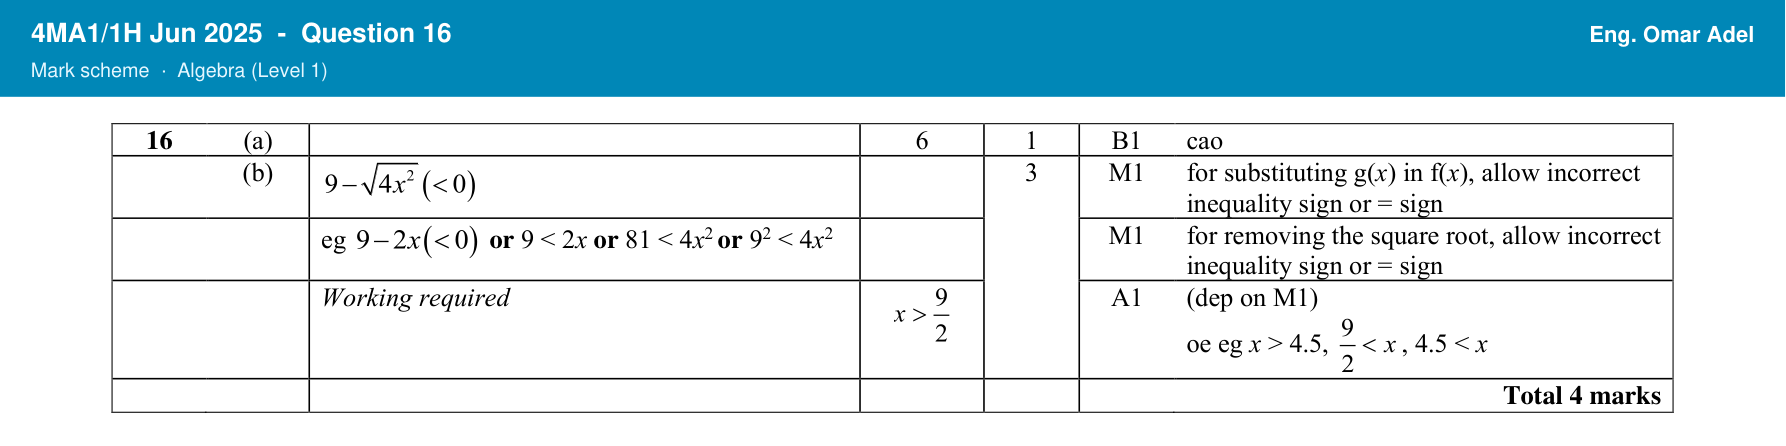 4MA1/1H Jun 2025 - Question 16
Eng. Omar Adel
Mark scheme · Algebra (Level 1)
16 (a) 6 1 B1 cao
(b) 9 − √4x² (< 0) 3 M1 for substituting g(x) in f(x), allow incorrect
inequality sign or = sign
eg 9 − 2x(< 0) or 9 < 2x or 81 < 4x² or 9² < 4x² M1 for removing the square root, allow incorrect
inequality sign or = sign
Working required x > 9/2 A1 (dep on M1)
oe eg x > 4.5, 9/2 < x , 4.5 < x
Total 4 marks